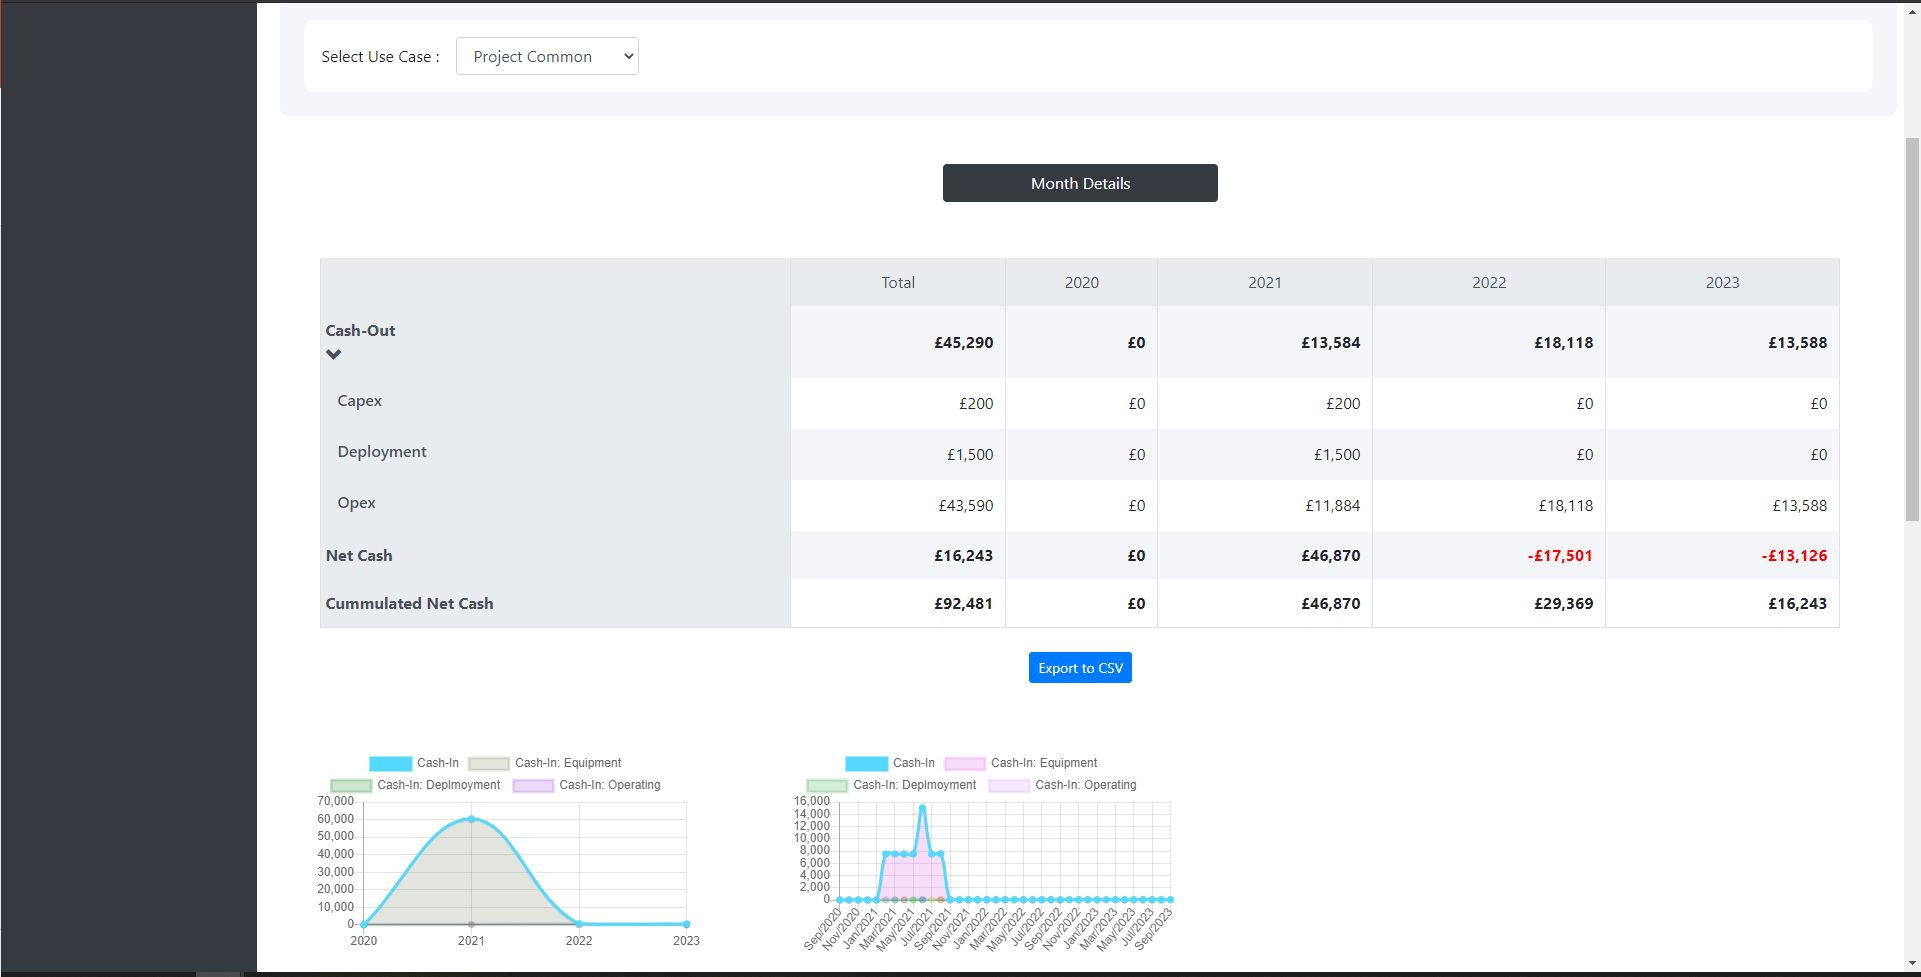 Select Use Case : Project Common
Month Details
Total 2020 2021 2022 2023
Cash-Out £45,290 £0 £13,584 £18,118 £13,588
Capex £200 £0 £200 £0 £0
Deployment £1,500 £0 £1,500 £0 £0
Opex £43,590 £0 £11,884 £18,118 £13,588
Net Cash £16,243 £0 £46,870 -£17,501 -£13,126
Cummulated Net Cash £92,481 £0 £46,870 £29,369 £16,243
Export to CSV
Cash-In Cash-In: Equipment
Cash-In: Deplmoyment Cash-In: Operating
70,000
60,000
50,000
40,000
30,000
20,000
10,000
0
2020 2021 2022 2023
Cash-In Cash-In: Equipment
Cash-In: Deplmoyment Cash-In: Operating
16,000
14,000
12,000
10,000
8,000
6,000
4,000
2,000
0
Sep/2020 Nov/2020 Jan/2021 Mar/2021 May/2021 Jul/2021 Sep/2021 Nov/2021 Jan/2022 Mar/2022 May/2022 Jul/2022 Sep/2022 Nov/2022 Jan/2023 Mar/2023 May/2023 Jul/2023 Sep/2023